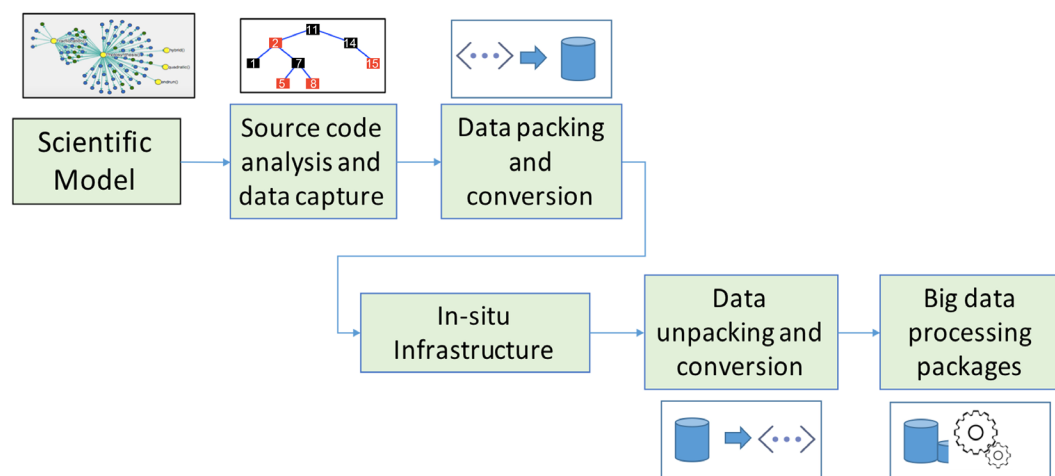 11
2
14
1
7
15
5
8
Scientific
Model
Source code
analysis and
data capture
Data packing
and
conversion
In-situ
Infrastructure
Data
unpacking and
conversion
Big data
processing
packages